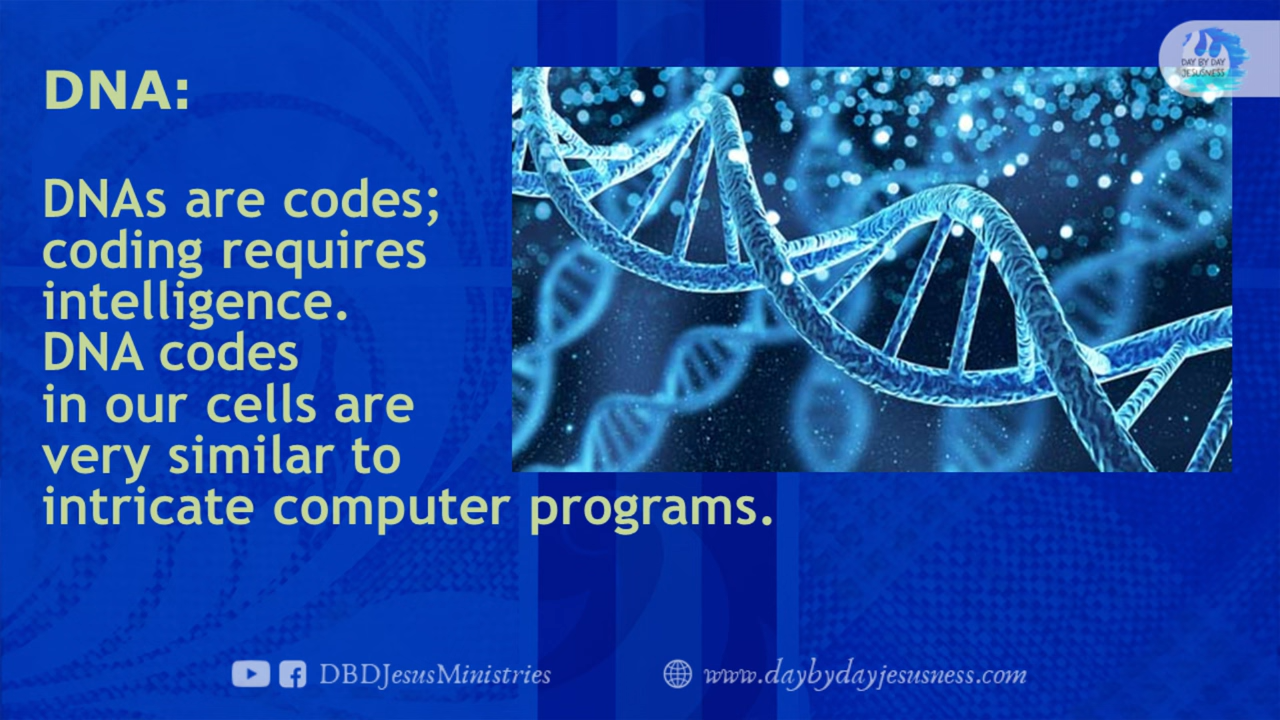 DNA:
DNAs are codes;
coding requires
intelligence.
DNA codes
in our cells are
very similar to
intricate computer programs.
DAY BY DAY
JESUSNESS
DBDJesusMinistries
www.daybydayjesusness.com